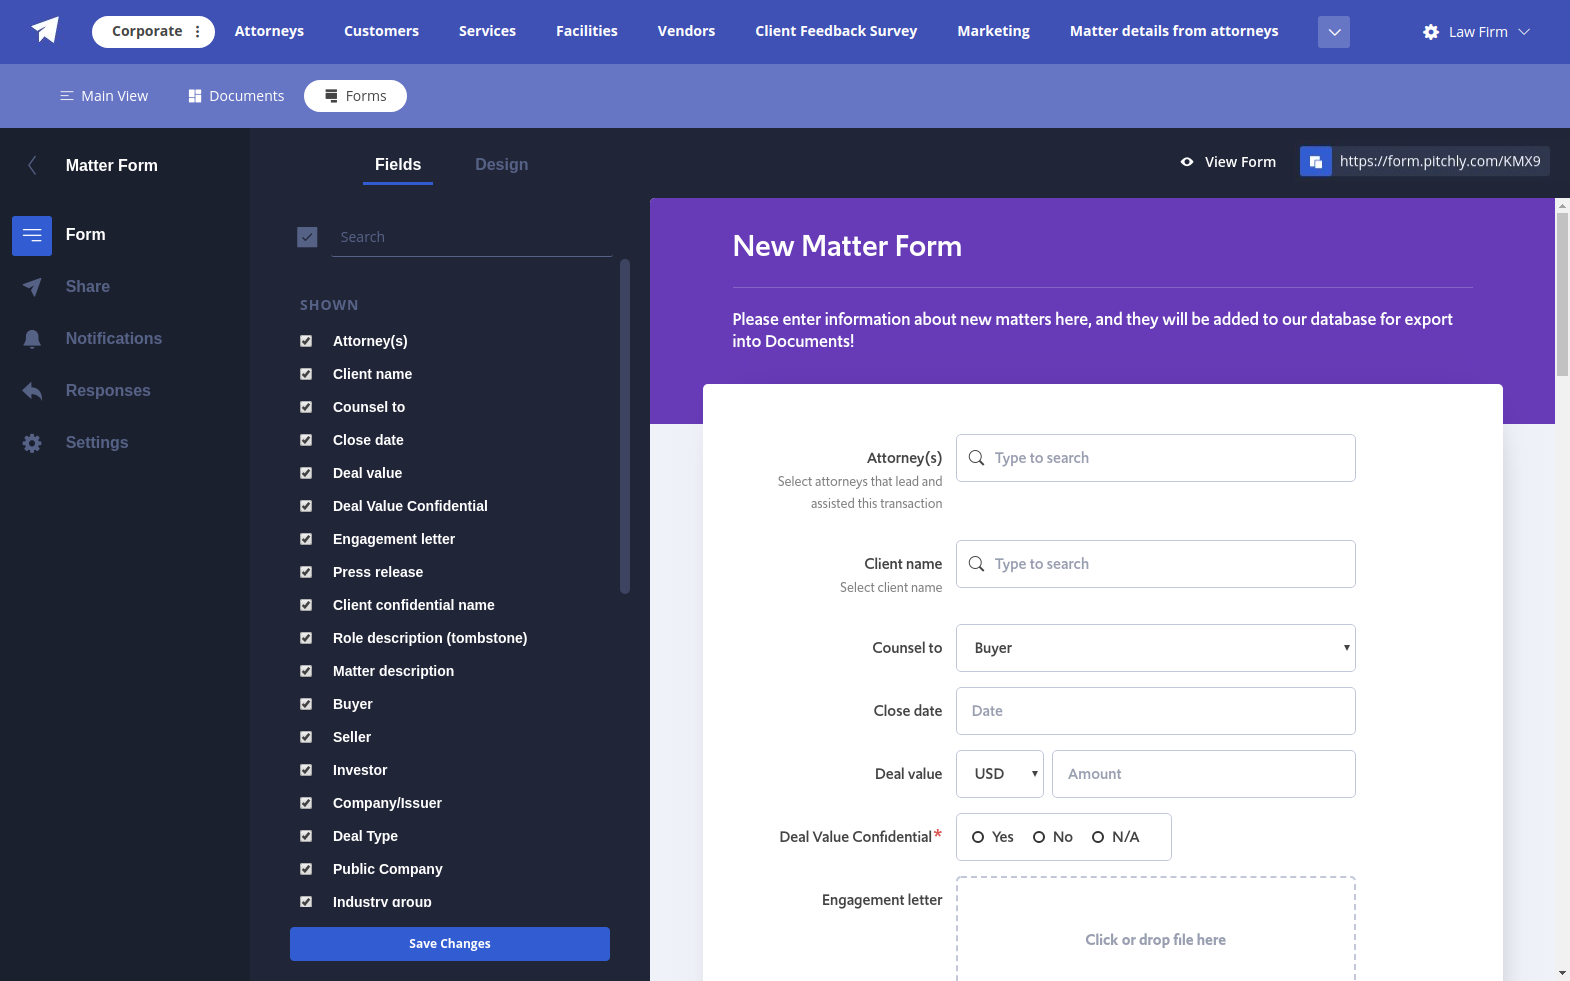 Corporate
Attorneys
Customers
Services
Facilities
Vendors
Client Feedback Survey
Marketing
Matter details from attorneys
Law Firm
Main View
Documents
Forms
Matter Form
Form
Share
Notifications
Responses
Settings
Fields
Design
Search
SHOWN
Attorney(s)
Client name
Counsel to
Close date
Deal value
Deal Value Confidential
Engagement letter
Press release
Client confidential name
Role description (tombstone)
Matter description
Buyer
Seller
Investor
Company/Issuer
Deal Type
Public Company
Industry group
Save Changes
View Form
https://form.pitchly.com/KMX9
New Matter Form
Please enter information about new matters here, and they will be added to our database for export
into Documents!
Attorney(s)
Select attorneys that lead and
assisted this transaction
Type to search
Client name
Select client name
Type to search
Counsel to
Buyer
Close date
Date
Deal value
USD
Amount
Deal Value Confidential*
Yes
No
N/A
Engagement letter
Click or drop file here